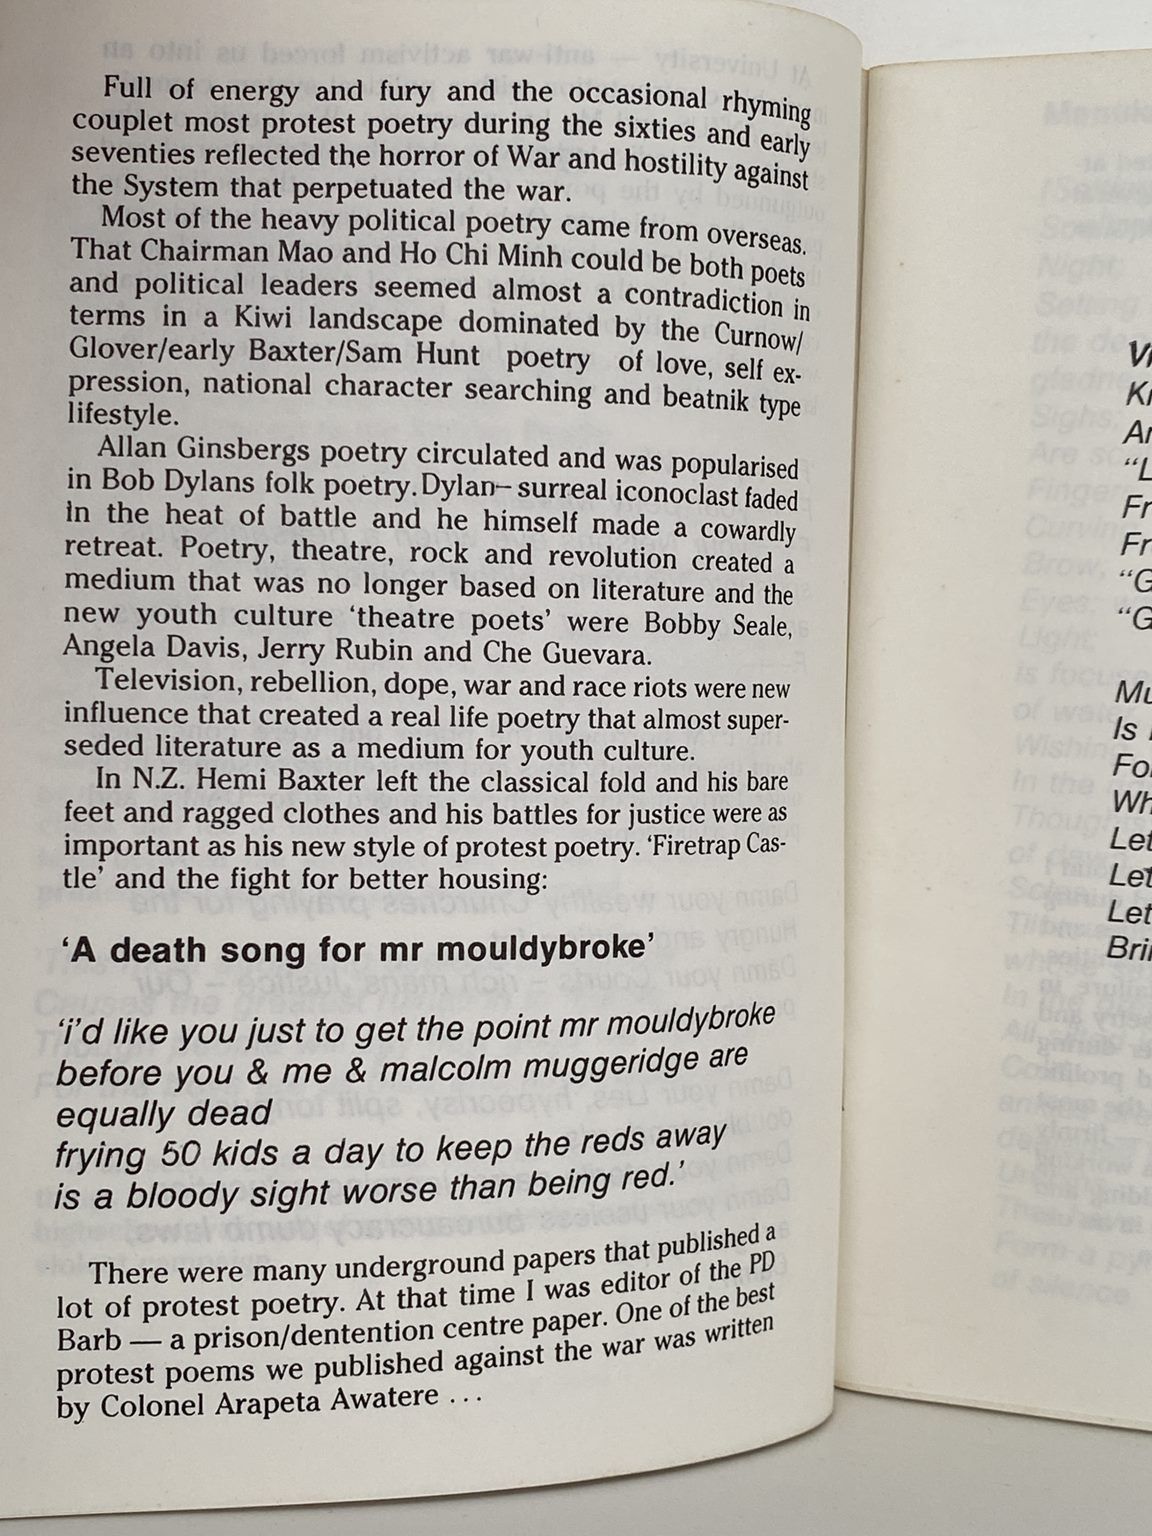 Full of energy and fury and the occasional rhyming
couplet most protest poetry during the sixties and early
seventies reflected the horror of War and hostility against
the System that perpetuated the war.
Most of the heavy political poetry came from overseas.
That Chairman Mao and Ho Chi Minh could be both poets
and political leaders seemed almost a contradiction in
terms in a Kiwi landscape dominated by the Curnow/
Glover/early Baxter/Sam Hunt poetry of love, self ex-
pression, national character searching and beatnik type
lifestyle.
Allan Ginsbergs poetry circulated and was popularised
in Bob Dylans folk poetry. Dylan– surreal iconoclast faded
in the heat of battle and he himself made a cowardly
retreat. Poetry, theatre, rock and revolution created a
medium that was no longer based on literature and the
new youth culture ‘theatre poets’ were Bobby Seale,
Angela Davis, Jerry Rubin and Che Guevara.
Television, rebellion, dope, war and race riots were new
influence that created a real life poetry that almost super-
seded literature as a medium for youth culture.
In N.Z. Hemi Baxter left the classical fold and his bare
feet and ragged clothes and his battles for justice were as
important as his new style of protest poetry. ‘Firetrap Cas-
tle’ and the fight for better housing:
‘A death song for mr mouldybroke’
‘i’d like you just to get the point mr mouldybroke
before you & me & malcolm muggeridge are
equally dead
frying 50 kids a day to keep the reds away
is a bloody sight worse than being red.’
There were many underground papers that published a
lot of protest poetry. At that time I was editor of the PD
Barb — a prison/dentention centre paper. One of the best
protest poems we published against the war was written
by Colonel Arapeta Awatere ...
Is
Let
Let
Let